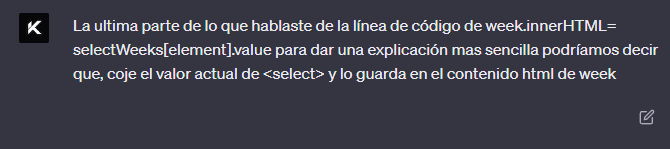 La ultima parte de lo que hablaste de la línea de código de week.innerHTML=
selectWeeks[element].value para dar una explicación mas sencilla podríamos decir
que, coje el valor actual de <select> y lo guarda en el contenido html de week